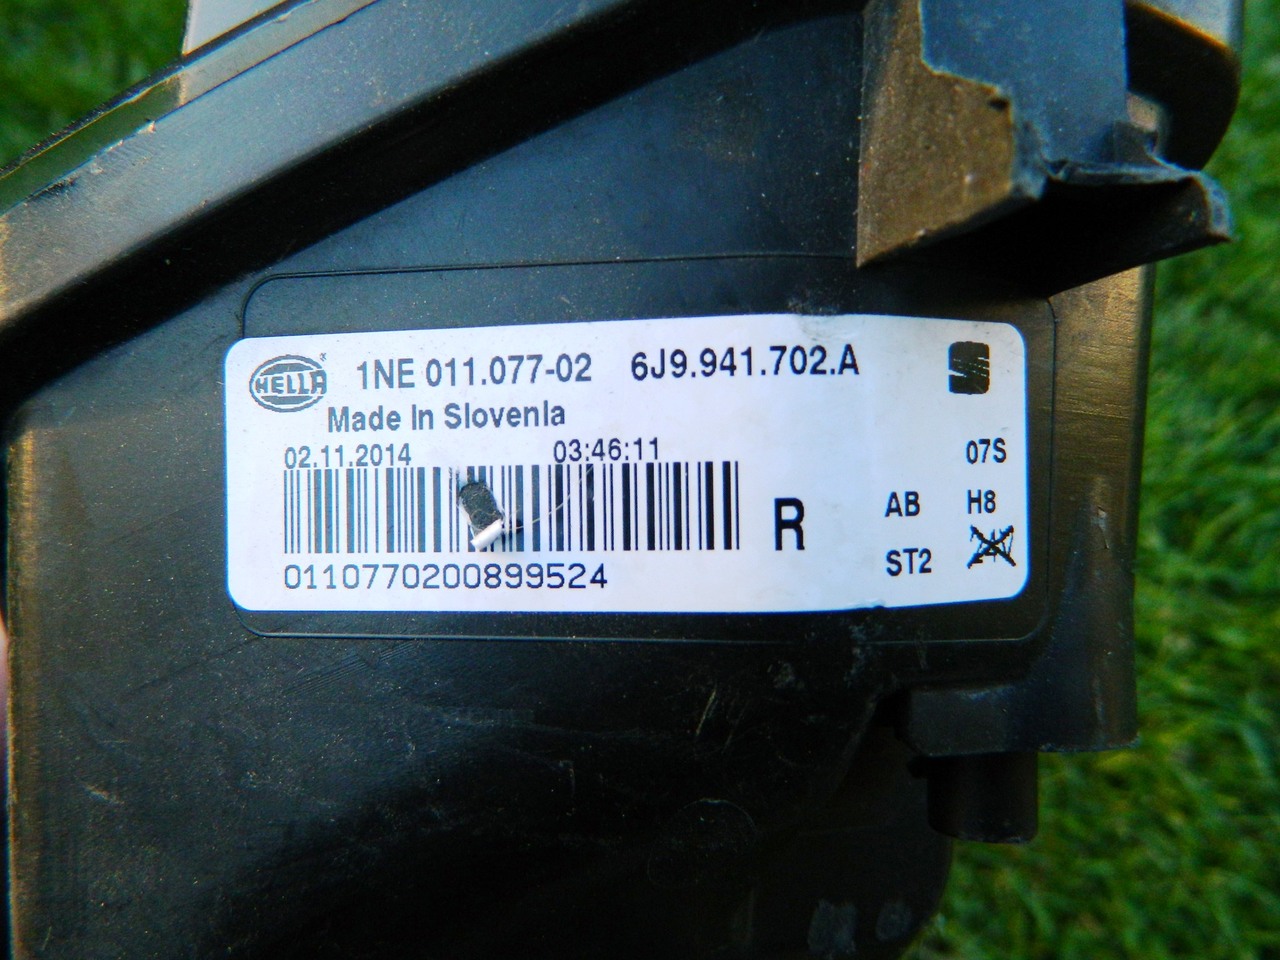 HELLA
1NE 011.077-02 6J9.941.702.A
Made In Slovenia
02.11.2014 03:46:11
07S
R
AB H8
ST2
0110770200899524